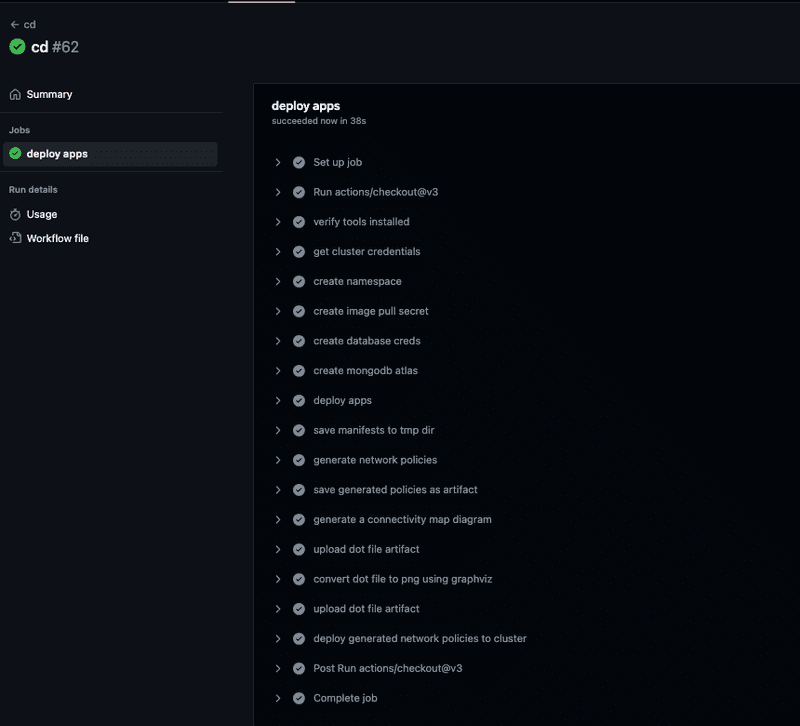 cd
cd #62
Summary
Jobs
deploy apps
Run details
Usage
Workflow file
deploy apps
succeeded now in 38s
Set up job
Run actions/checkout@v3
verify tools installed
get cluster credentials
create namespace
create image pull secret
create database creds
create mongodb atlas
deploy apps
save manifests to tmp dir
generate network policies
save generated policies as artifact
generate a connectivity map diagram
upload dot file artifact
convert dot file to png using graphviz
upload dot file artifact
deploy generated network policies to cluster
Post Run actions/checkout@v3
Complete job